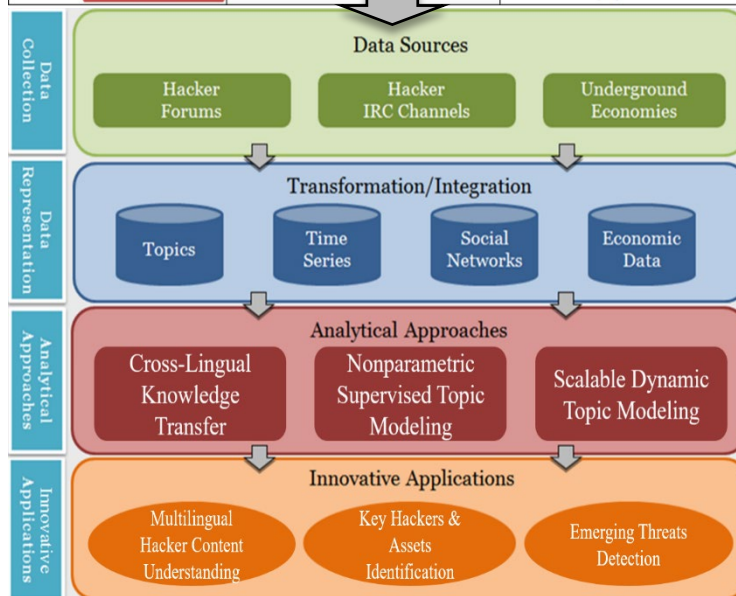 Data
Collection
Data Sources
Hacker
Forums
Hacker
IRC Channels
Underground
Economies
Data
Representation
Transformation/Integration
Topics
Time
Series
Social
Networks
Economic
Data
Analytical
Approaches
Analytical Approaches
Cross-Lingual
Knowledge
Transfer
Nonparametric
Supervised Topic
Modeling
Scalable Dynamic
Topic Modeling
Innovative
Applications
Innovative Applications
Multilingual
Hacker Content
Understanding
Key Hackers &
Assets
Identification
Emerging Threats
Detection